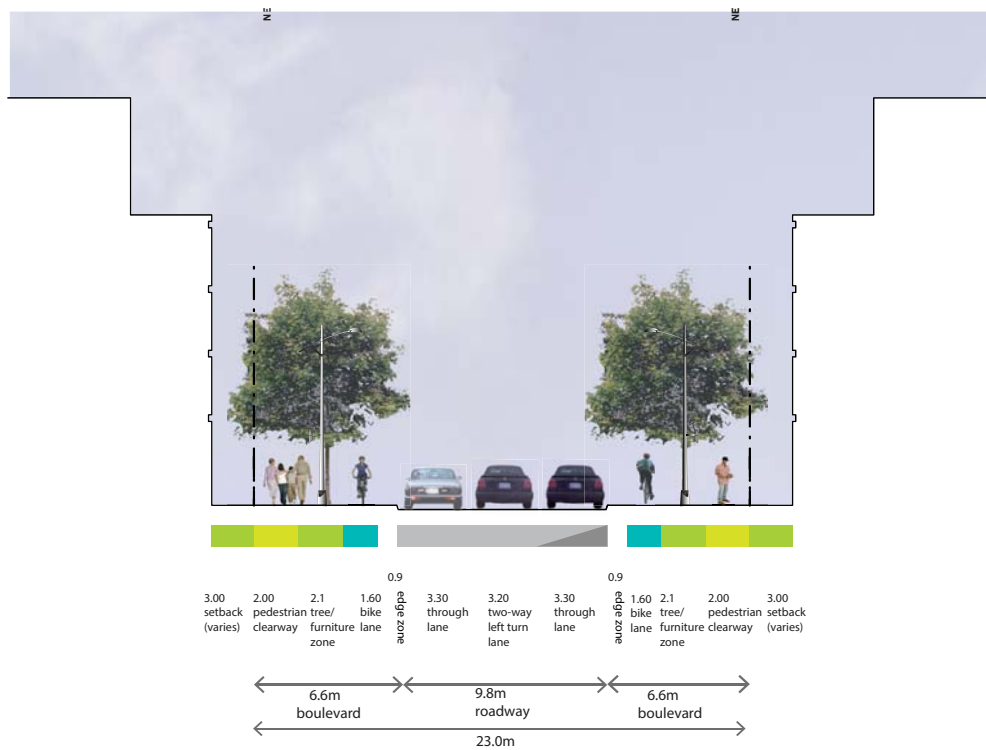 NE
NE
0.9
0.9
3.00
setback
(varies)
2.00
pedestrian
clearway
2.1
tree/
furniture
zone
1.60
bike
lane
edge zone
3.30
through
lane
3.20
two-way
left turn
lane
3.30
through
lane
edge zone
1.60
bike
lane
2.1
tree/
furniture
zone
2.00
pedestrian
clearway
3.00
setback
(varies)
6.6m
boulevard
9.8m
roadway
6.6m
boulevard
23.0m